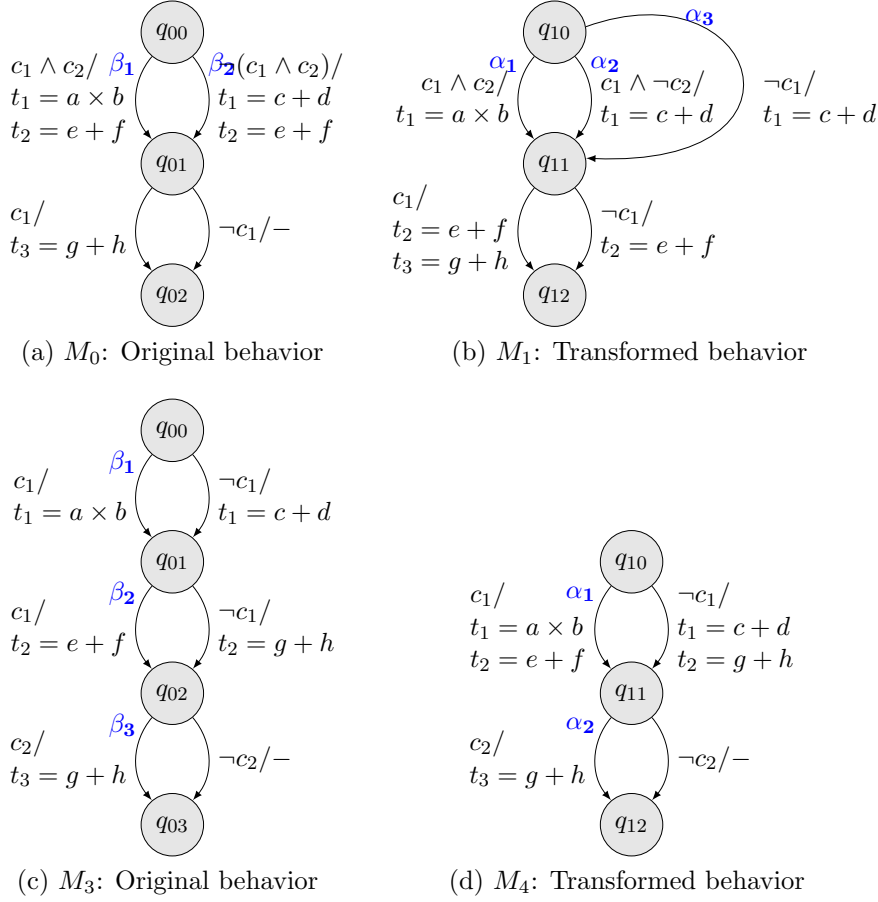 q₀₀
β₁
β₂
c₁ ∧ c₂/
t₁ = a × b
t₂ = e + f
¬(c₁ ∧ c₂)/
t₁ = c + d
t₂ = e + f
q₀₁
c₁/
t₃ = g + h
¬c₁/−
q₀₂
(a) M₀: Original behavior
q₁₀
α₁
α₂
α₃
c₁ ∧ c₂/
t₁ = a × b
c₁ ∧ ¬c₂/
t₁ = c + d
¬c₁/
t₁ = c + d
q₁₁
c₁/
t₂ = e + f
t₃ = g + h
¬c₁/
t₂ = e + f
q₁₂
(b) M₁: Transformed behavior
q₀₀
β₁
c₁/
t₁ = a × b
¬c₁/
t₁ = c + d
q₀₁
β₂
c₁/
t₂ = e + f
¬c₁/
t₂ = g + h
q₀₂
β₃
c₂/
t₃ = g + h
¬c₂/−
q₀₃
(c) M₃: Original behavior
q₁₀
α₁
c₁/
t₁ = a × b
t₂ = e + f
¬c₁/
t₁ = c + d
t₂ = g + h
q₁₁
α₂
c₂/
t₃ = g + h
¬c₂/−
q₁₂
(d) M₄: Transformed behavior